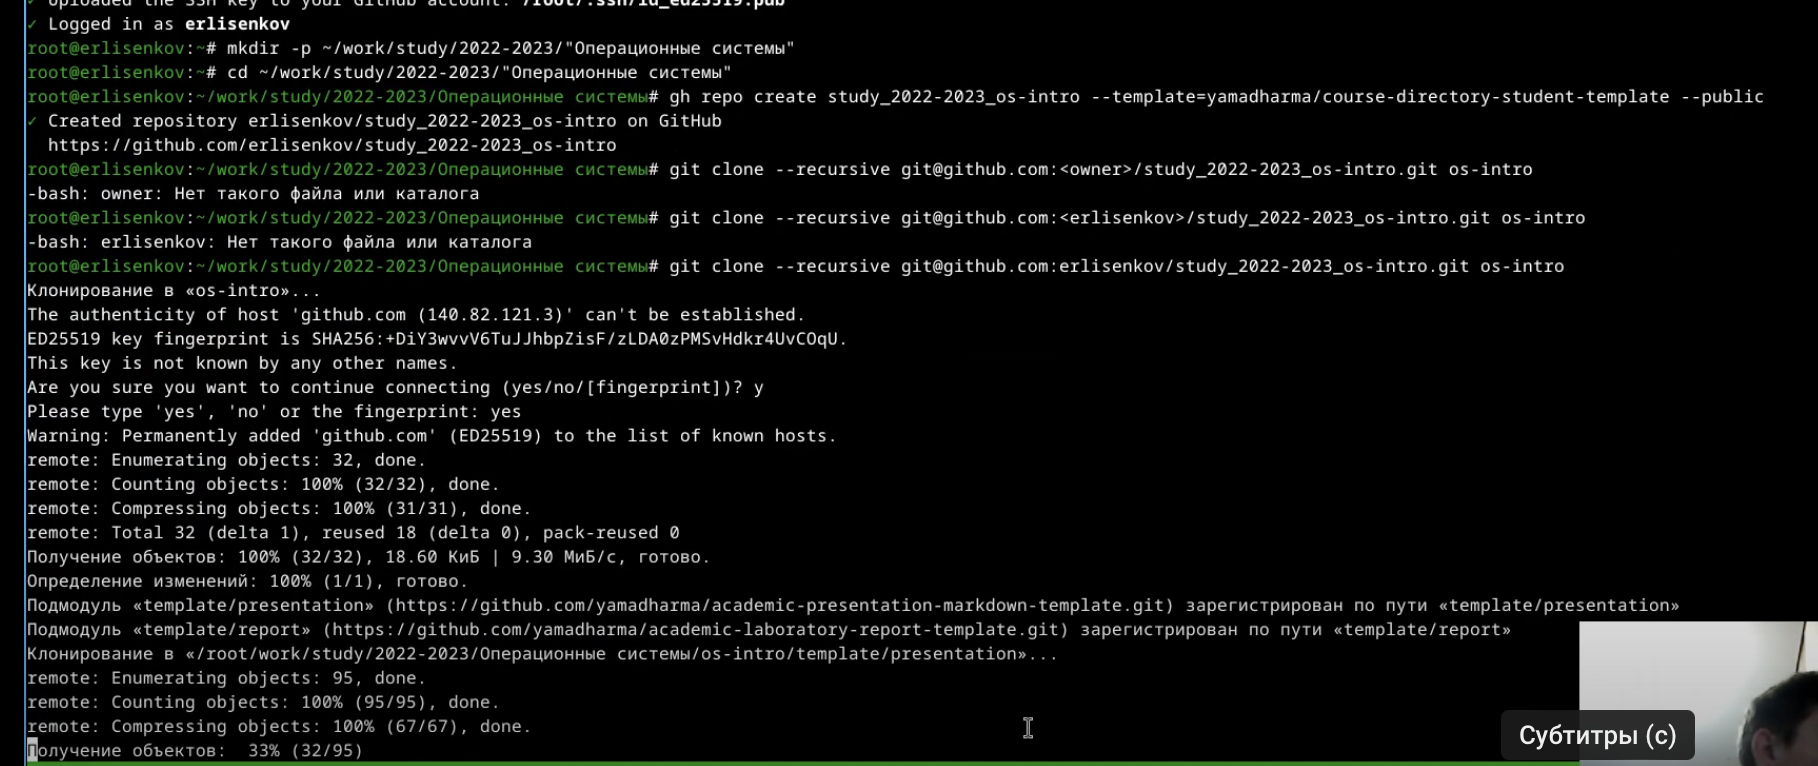 ✓ Uploaded the SSH key to your GitHub account: /root/.ssh/id_ed25519.pub
✓ Logged in as erlisenkov
root@erlisenkov:~# mkdir -p ~/work/study/2022-2023/"Операционные системы"
root@erlisenkov:~# cd ~/work/study/2022-2023/"Операционные системы"
root@erlisenkov:~/work/study/2022-2023/Операционные системы# gh repo create study_2022-2023_os-intro --template=yamadharma/course-directory-student-template --public
✓ Created repository erlisenkov/study_2022-2023_os-intro on GitHub
https://github.com/erlisenkov/study_2022-2023_os-intro
root@erlisenkov:~/work/study/2022-2023/Операционные системы# git clone --recursive git@github.com:<owner>/study_2022-2023_os-intro.git os-intro
-bash: owner: Нет такого файла или каталога
root@erlisenkov:~/work/study/2022-2023/Операционные системы# git clone --recursive git@github.com:<erlisenkov>/study_2022-2023_os-intro.git os-intro
-bash: erlisenkov: Нет такого файла или каталога
root@erlisenkov:~/work/study/2022-2023/Операционные системы# git clone --recursive git@github.com:erlisenkov/study_2022-2023_os-intro.git os-intro
Клонирование в «os-intro»...
The authenticity of host 'github.com (140.82.121.3)' can't be established.
ED25519 key fingerprint is SHA256:+DiY3wvvV6TuJJhbpZisF/zLDA0zPMSvHdkr4UvCOqU.
This key is not known by any other names.
Are you sure you want to continue connecting (yes/no/[fingerprint])? y
Please type 'yes', 'no' or the fingerprint: yes
Warning: Permanently added 'github.com' (ED25519) to the list of known hosts.
remote: Enumerating objects: 32, done.
remote: Counting objects: 100% (32/32), done.
remote: Compressing objects: 100% (31/31), done.
remote: Total 32 (delta 1), reused 18 (delta 0), pack-reused 0
Получение объектов: 100% (32/32), 18.60 КиБ | 9.30 МиБ/с, готово.
Определение изменений: 100% (1/1), готово.
Подмодуль «template/presentation» (https://github.com/yamadharma/academic-presentation-markdown-template.git) зарегистрирован по пути «template/presentation»
Подмодуль «template/report» (https://github.com/yamadharma/academic-laboratory-report-template.git) зарегистрирован по пути «template/report»
Клонирование в «/root/work/study/2022-2023/Операционные системы/os-intro/template/presentation»...
remote: Enumerating objects: 95, done.
remote: Counting objects: 100% (95/95), done.
remote: Compressing objects: 100% (67/67), done.
Получение объектов: 33% (32/95)
Субтитры (c)